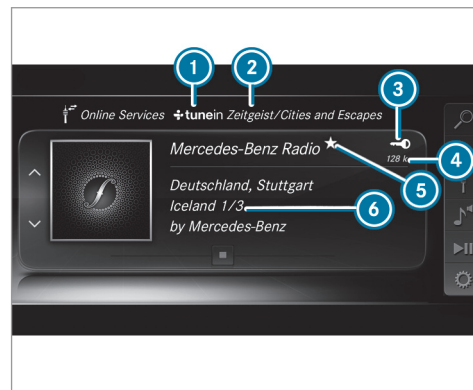 1 2 3
Online Services tunein Zeitgeist/Cities and Escapes
Mercedes-Benz Radio
128 k 4
5
Deutschland, Stuttgart
Iceland 1/3 6
by Mercedes-Benz